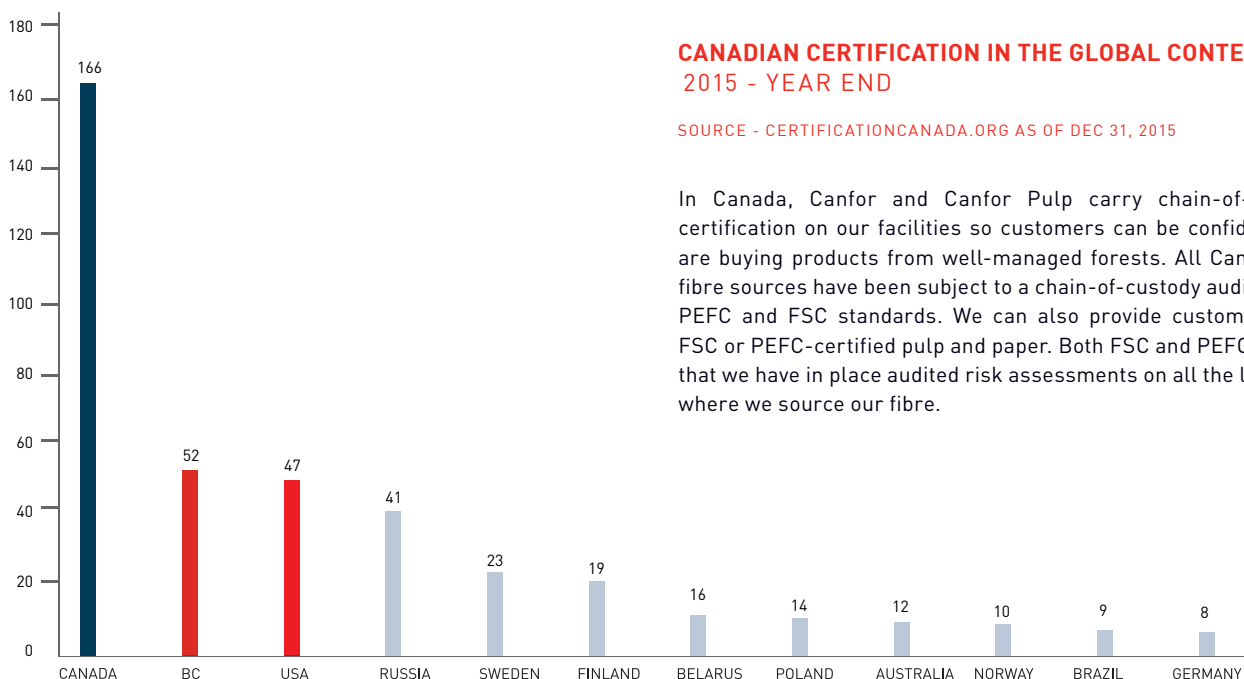 180
160
140
120
100
80
60
40
20
0
166
52
47
41
23
19
16
14
12
10
9
8
CANADA
BC
USA
RUSSIA
SWEDEN
FINLAND
BELARUS
POLAND
AUSTRALIA
NORWAY
BRAZIL
GERMANY
CANADIAN CERTIFICATION IN THE GLOBAL CONTE
2015 - YEAR END
SOURCE - CERTIFICATIONCANADA.ORG AS OF DEC 31, 2015
In Canada, Canfor and Canfor Pulp carry chain-of-
certification on our facilities so customers can be confid
are buying products from well-managed forests. All Can
fibre sources have been subject to a chain-of-custody audi
PEFC and FSC standards. We can also provide custom
FSC or PEFC-certified pulp and paper. Both FSC and PEFC
that we have in place audited risk assessments on all the l
where we source our fibre.